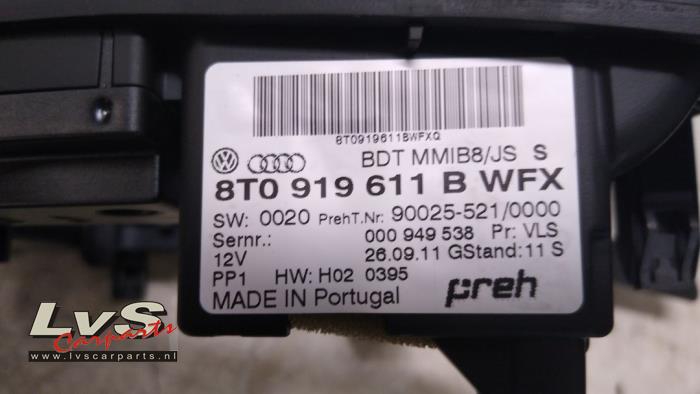 8T0919611BWFXQ
BDT MMIB8/JS S
8T0 919 611 B WFX
SW: 0020 PrehT.Nr: 90025-521/0000
Sernr.: 000 949 538 Pr: VLS
12V 26.09.11 GStand: 11 S
PP1 HW: H02 0395
MADE IN Portugal preh
LvS
Carparts
www.lvscarparts.nl